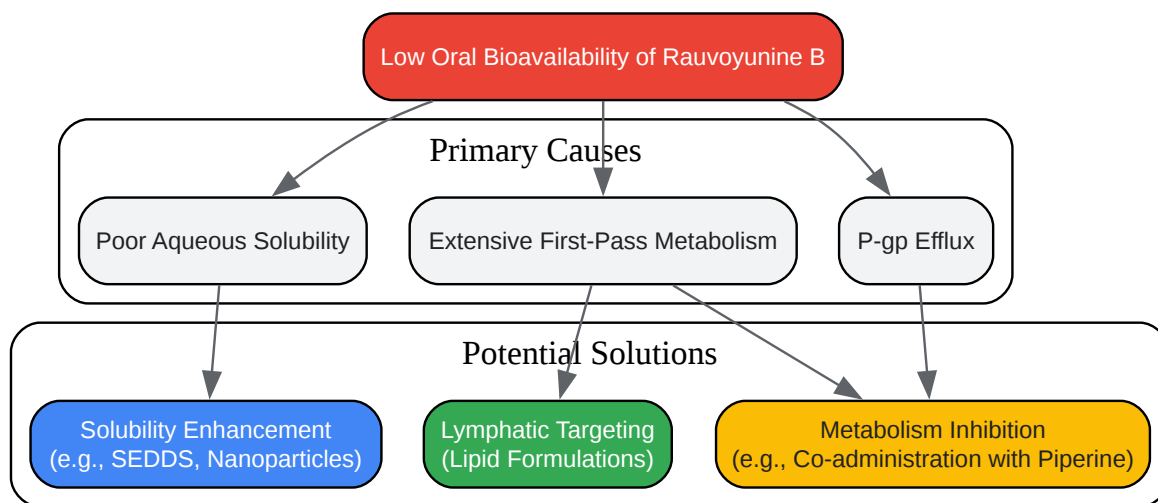 Low Oral Bioavailability of Rauvoyunine B
Primary Causes
Poor Aqueous Solubility
Extensive First-Pass Metabolism
P-gp Efflux
Potential Solutions
Solubility Enhancement
(e.g., SEDDS, Nanoparticles)
Lymphatic Targeting
(Lipid Formulations)
Metabolism Inhibition
(e.g., Co-administration with Piperine)